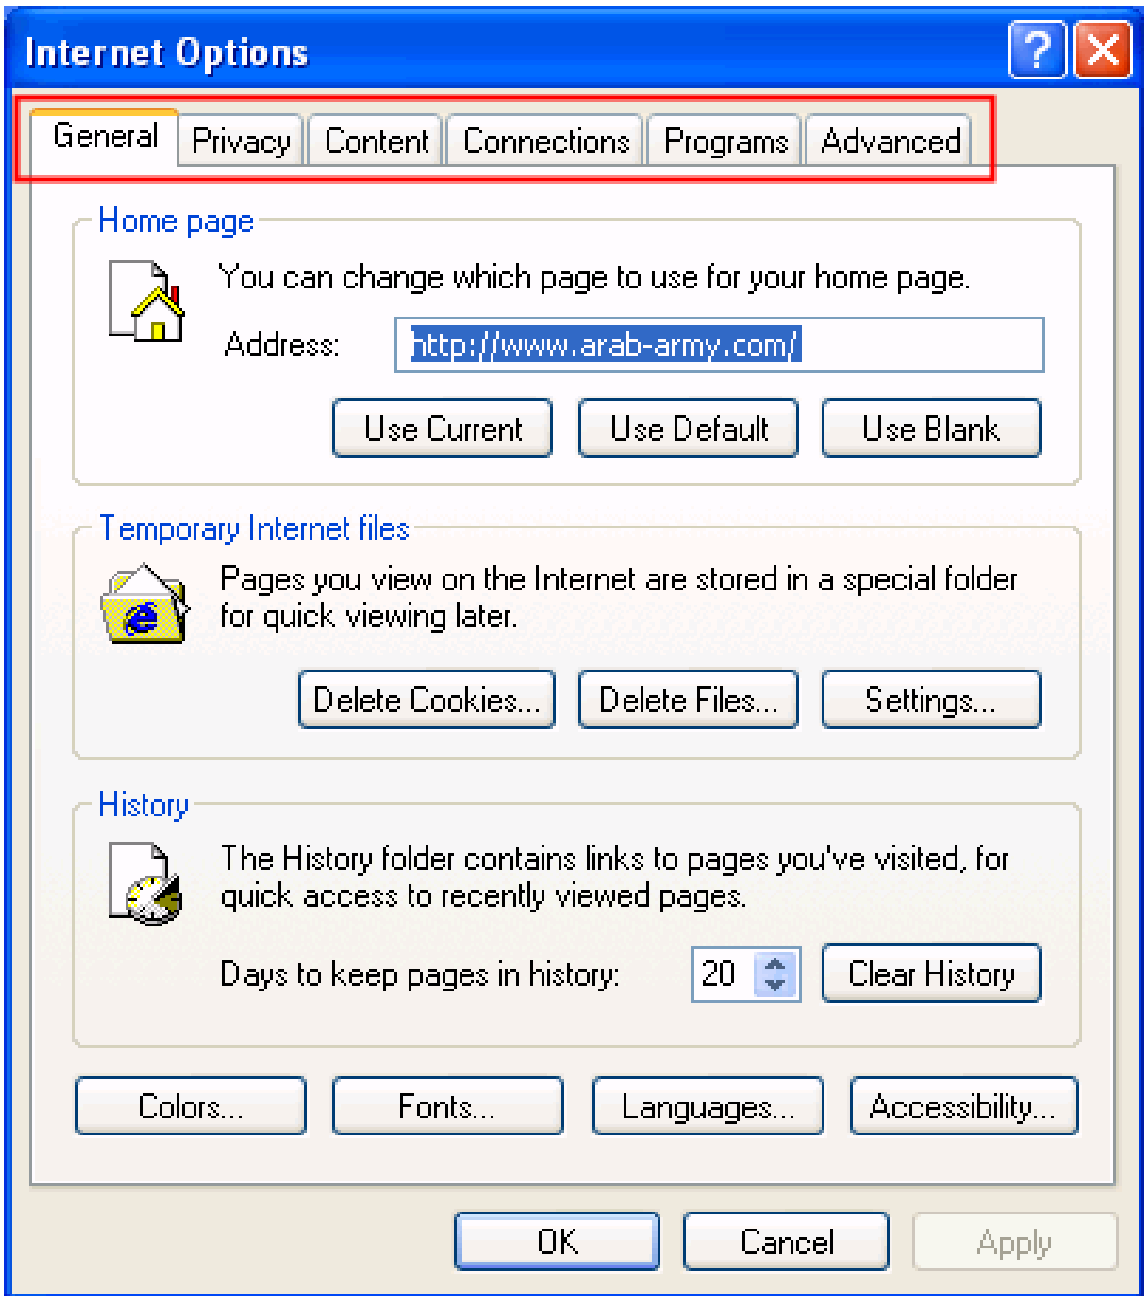 Internet Options
General Privacy Content Connections Programs Advanced
Home page
You can change which page to use for your home page.
Address: http://www.arab-army.com/
Use Current Use Default Use Blank
Temporary Internet files
Pages you view on the Internet are stored in a special folder
for quick viewing later.
Delete Cookies... Delete Files... Settings...
History
The History folder contains links to pages you've visited, for
quick access to recently viewed pages.
Days to keep pages in history: 20 Clear History
Colors... Fonts... Languages... Accessibility...
OK Cancel Apply